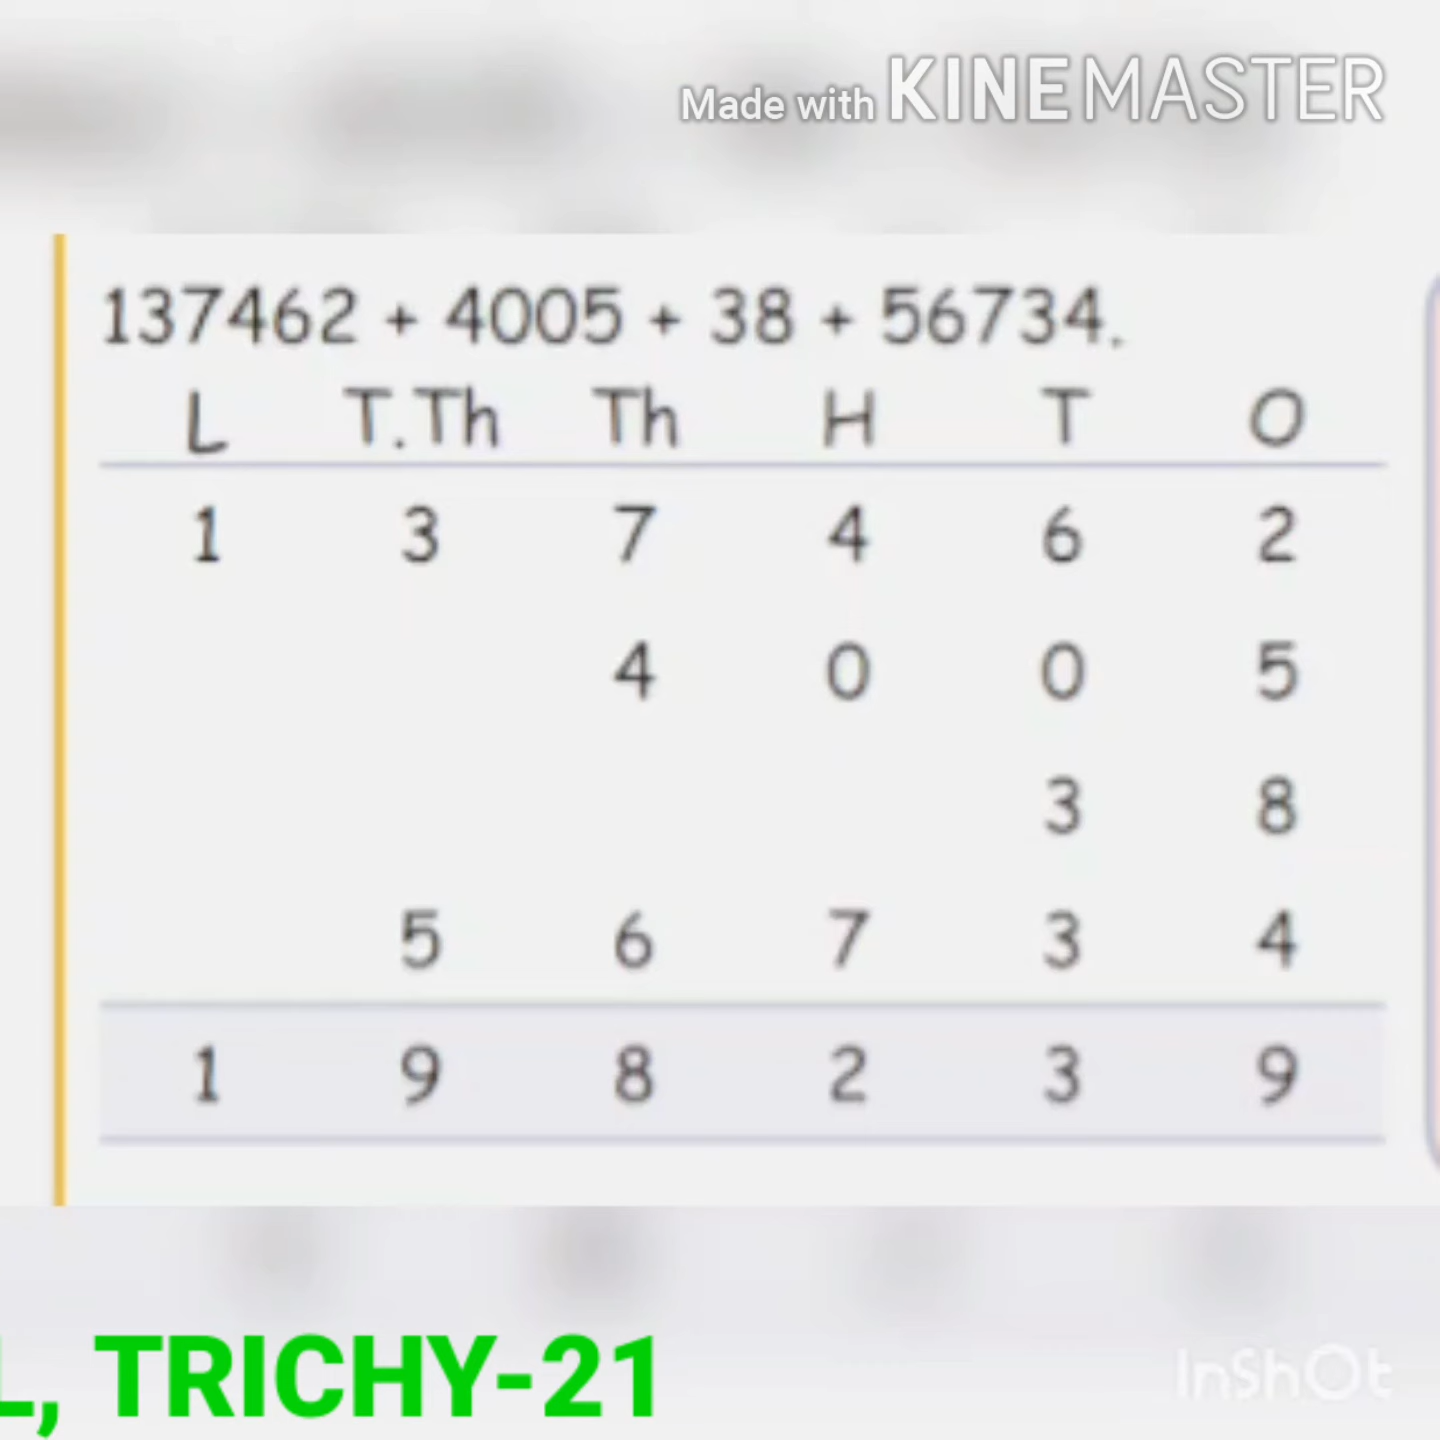 Made with KINEMASTER
137462 + 4005 + 38 + 56734.
L T.Th Th H T O
1 3 7 4 6 2
4 0 0 5
3 8
5 6 7 3 4
1 9 8 2 3 9
L, TRICHY-21
InShOt